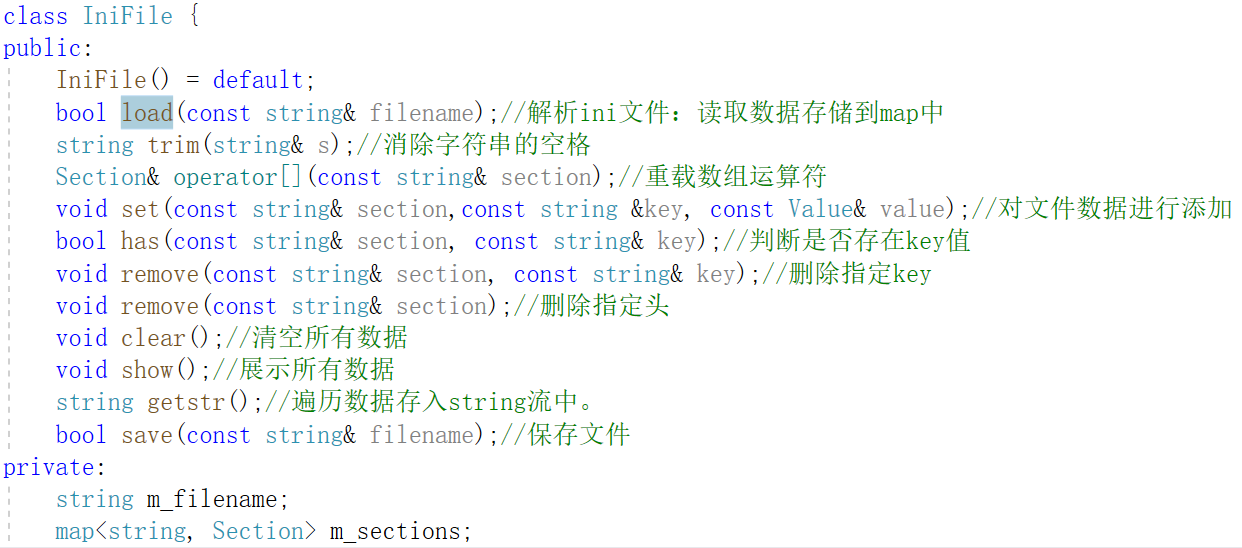 class IniFile {
public:
    IniFile() = default;
    bool load(const string& filename);//解析ini文件：读取数据存储到map中
    string trim(string& s);//消除字符串的空格
    Section& operator[](const string& section);//重载数组运算符
    void set(const string& section,const string &key, const Value& value);//对文件数据进行添加
    bool has(const string& section, const string& key);//判断是否存在key值
    void remove(const string& section, const string& key);//删除指定key
    void remove(const string& section);//删除指定头
    void clear();//清空所有数据
    void show();//展示所有数据
    string getstr();//遍历数据存入string流中。
    bool save(const string& filename);//保存文件
private:
    string m_filename;
    map<string, Section> m_sections;